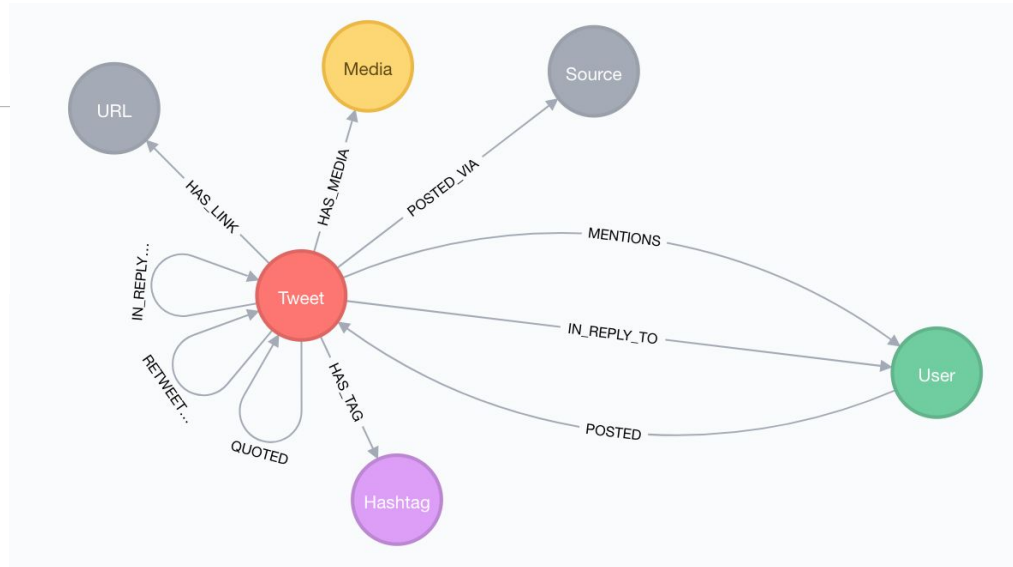 Media
Source
URL
HAS_LINK
HAS_MEDIA
POSTED_VIA
MENTIONS
IN_REPLY...
Tweet
IN_REPLY_TO
User
RETWEET...
HAS_TAG
POSTED
QUOTED
Hashtag